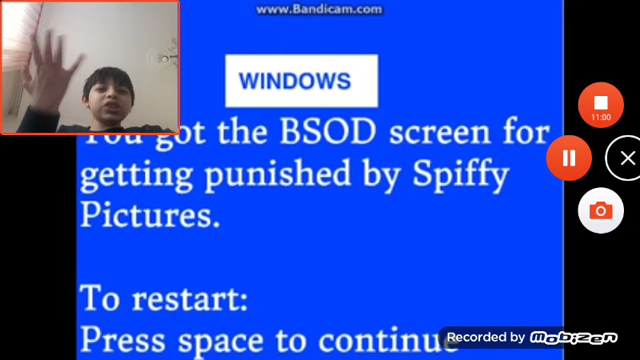 www.Bandicam.com
WINDOWS
You got the BSOD screen for
getting punished by Spiffy
Pictures.
To restart:
Press space to continue
11:00
Recorded by Mobizen